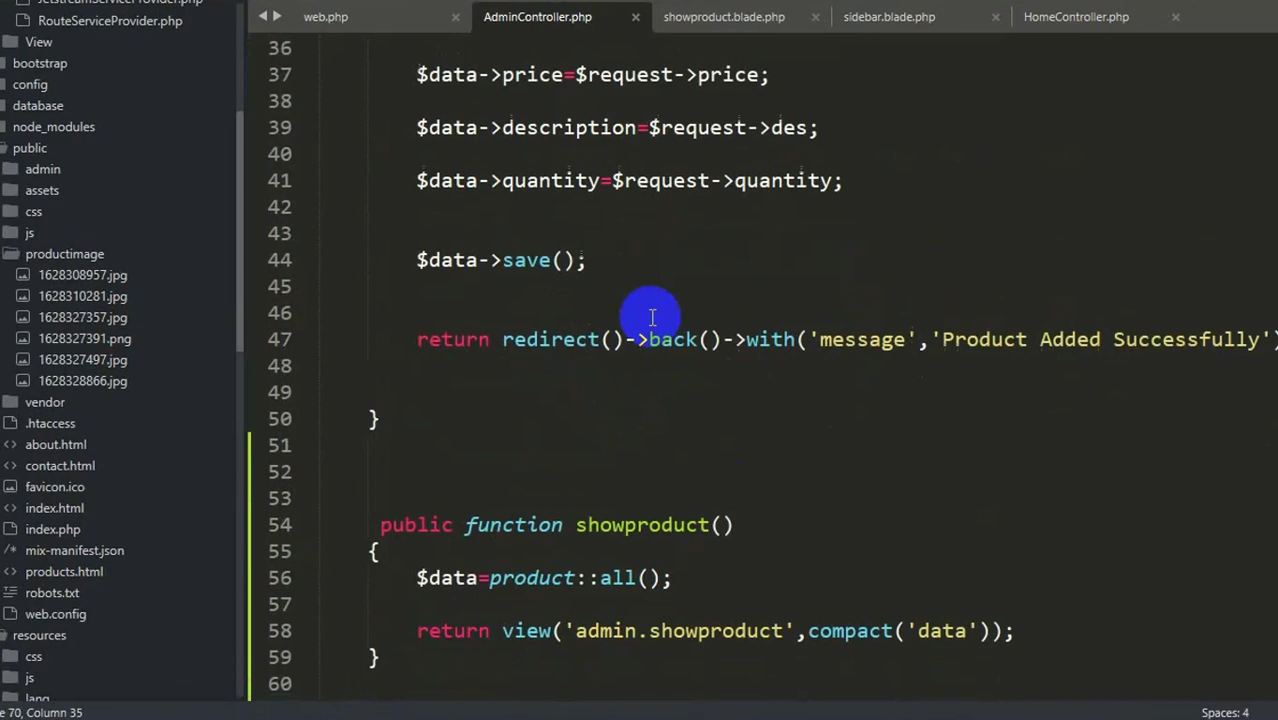 JetstreamServiceProvider.php
RouteServiceProvider.php
View
bootstrap
config
database
node_modules
public
admin
assets
css
js
productimage
1628308957.jpg
1628310281.jpg
1628327357.jpg
1628327391.png
1628327497.jpg
1628328866.jpg
vendor
.htaccess
about.html
contact.html
favicon.ico
index.html
index.php
mix-manifest.json
products.html
robots.txt
web.config
resources
css
js
lang
web.php
AdminController.php
showproduct.blade.php
sidebar.blade.php
HomeController.php
36
37 $data->price=$request->price;
38
39 $data->description=$request->des;
40
41 $data->quantity=$request->quantity;
42
43
44 $data->save();
45
46
47 return redirect()->back()->with('message','Product Added Successfully')
48
49
50 }
51
52
53
54 public function showproduct()
55 {
56 $data=product::all();
57
58 return view('admin.showproduct',compact('data'));
59 }
60
e 70, Column 35
Spaces: 4